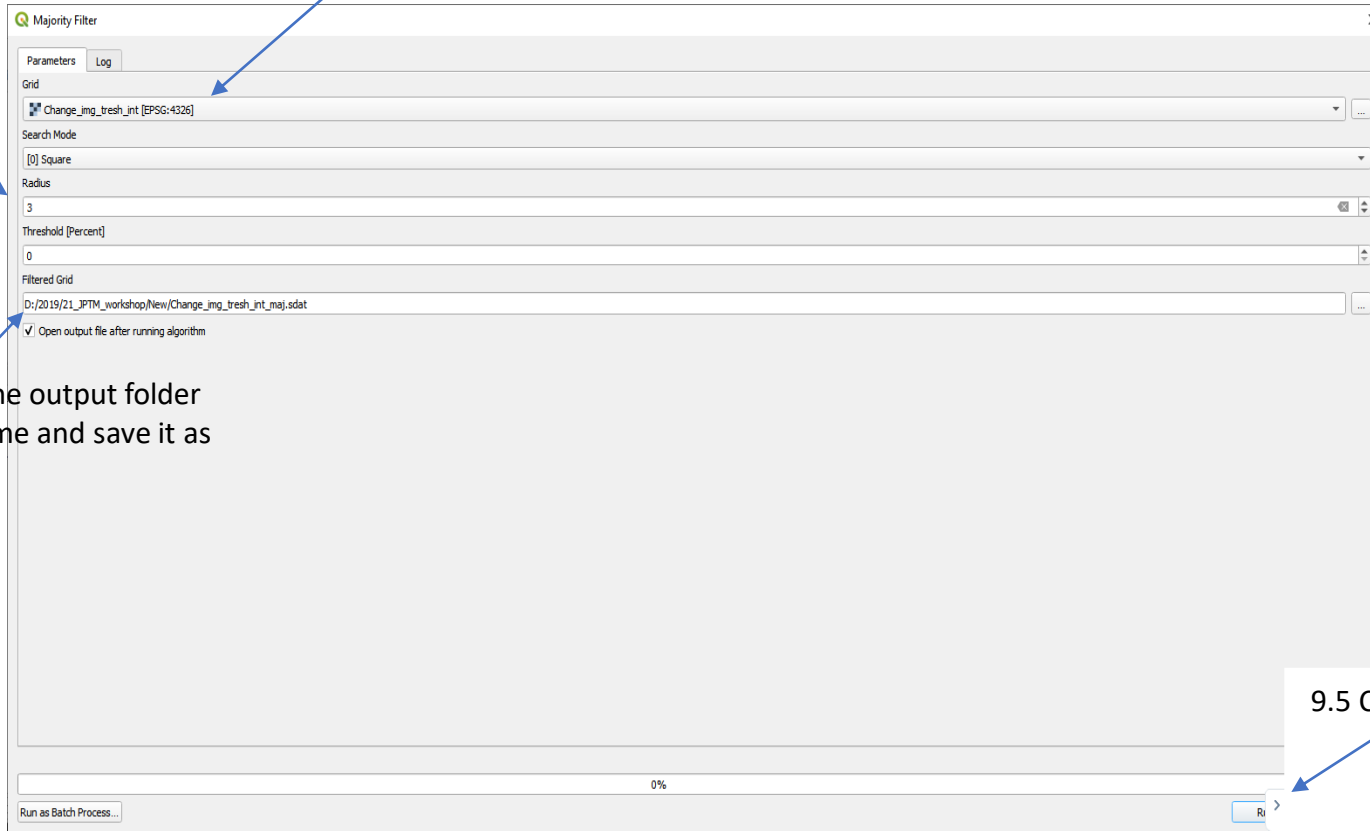 Majority Filter
Parameters Log
Grid
Change_img_tresh_int [EPSG:4326]
...
Search Mode
[0] Square
Radius
3
Threshold [Percent]
0
Filtered Grid
D:/2019/21_JPTM_workshop/New/Change_img_tresh_int_maj.sdat
...
Open output file after running algorithm
output folder
and save it as
9.5
0%
Run as Batch Process...